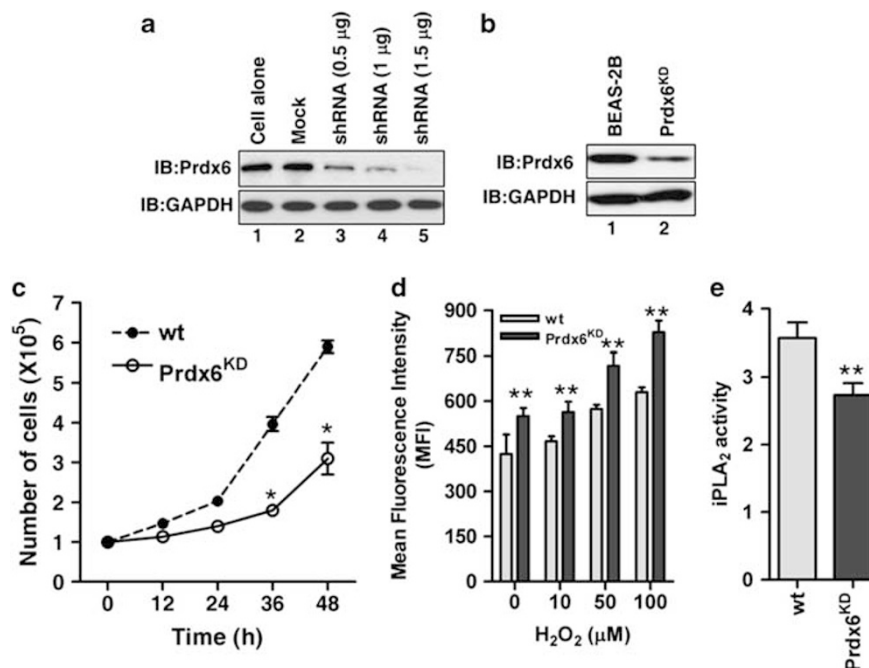 a
Cell alone
Mock
shRNA (0.5 µg)
shRNA (1 µg)
shRNA (1.5 µg)
IB:Prdx6
IB:GAPDH
1 2 3 4 5
b
BEAS-2B
Prdx6ᴷᴰ
IB:Prdx6
IB:GAPDH
1 2
c
Number of cells (X10⁵)
7
6
5
4
3
2
1
0
wt
Prdx6ᴷᴰ
*
*
0 12 24 36 48
Time (h)
d
Mean Fluorescence Intensity
(MFI)
900
750
600
450
300
150
0
wt
Prdx6ᴷᴰ
**
**
**
**
0 10 50 100
H₂O₂ (µM)
e
iPLA₂ activity
4
3
2
1
0
**
wt
Prdx6ᴷᴰ